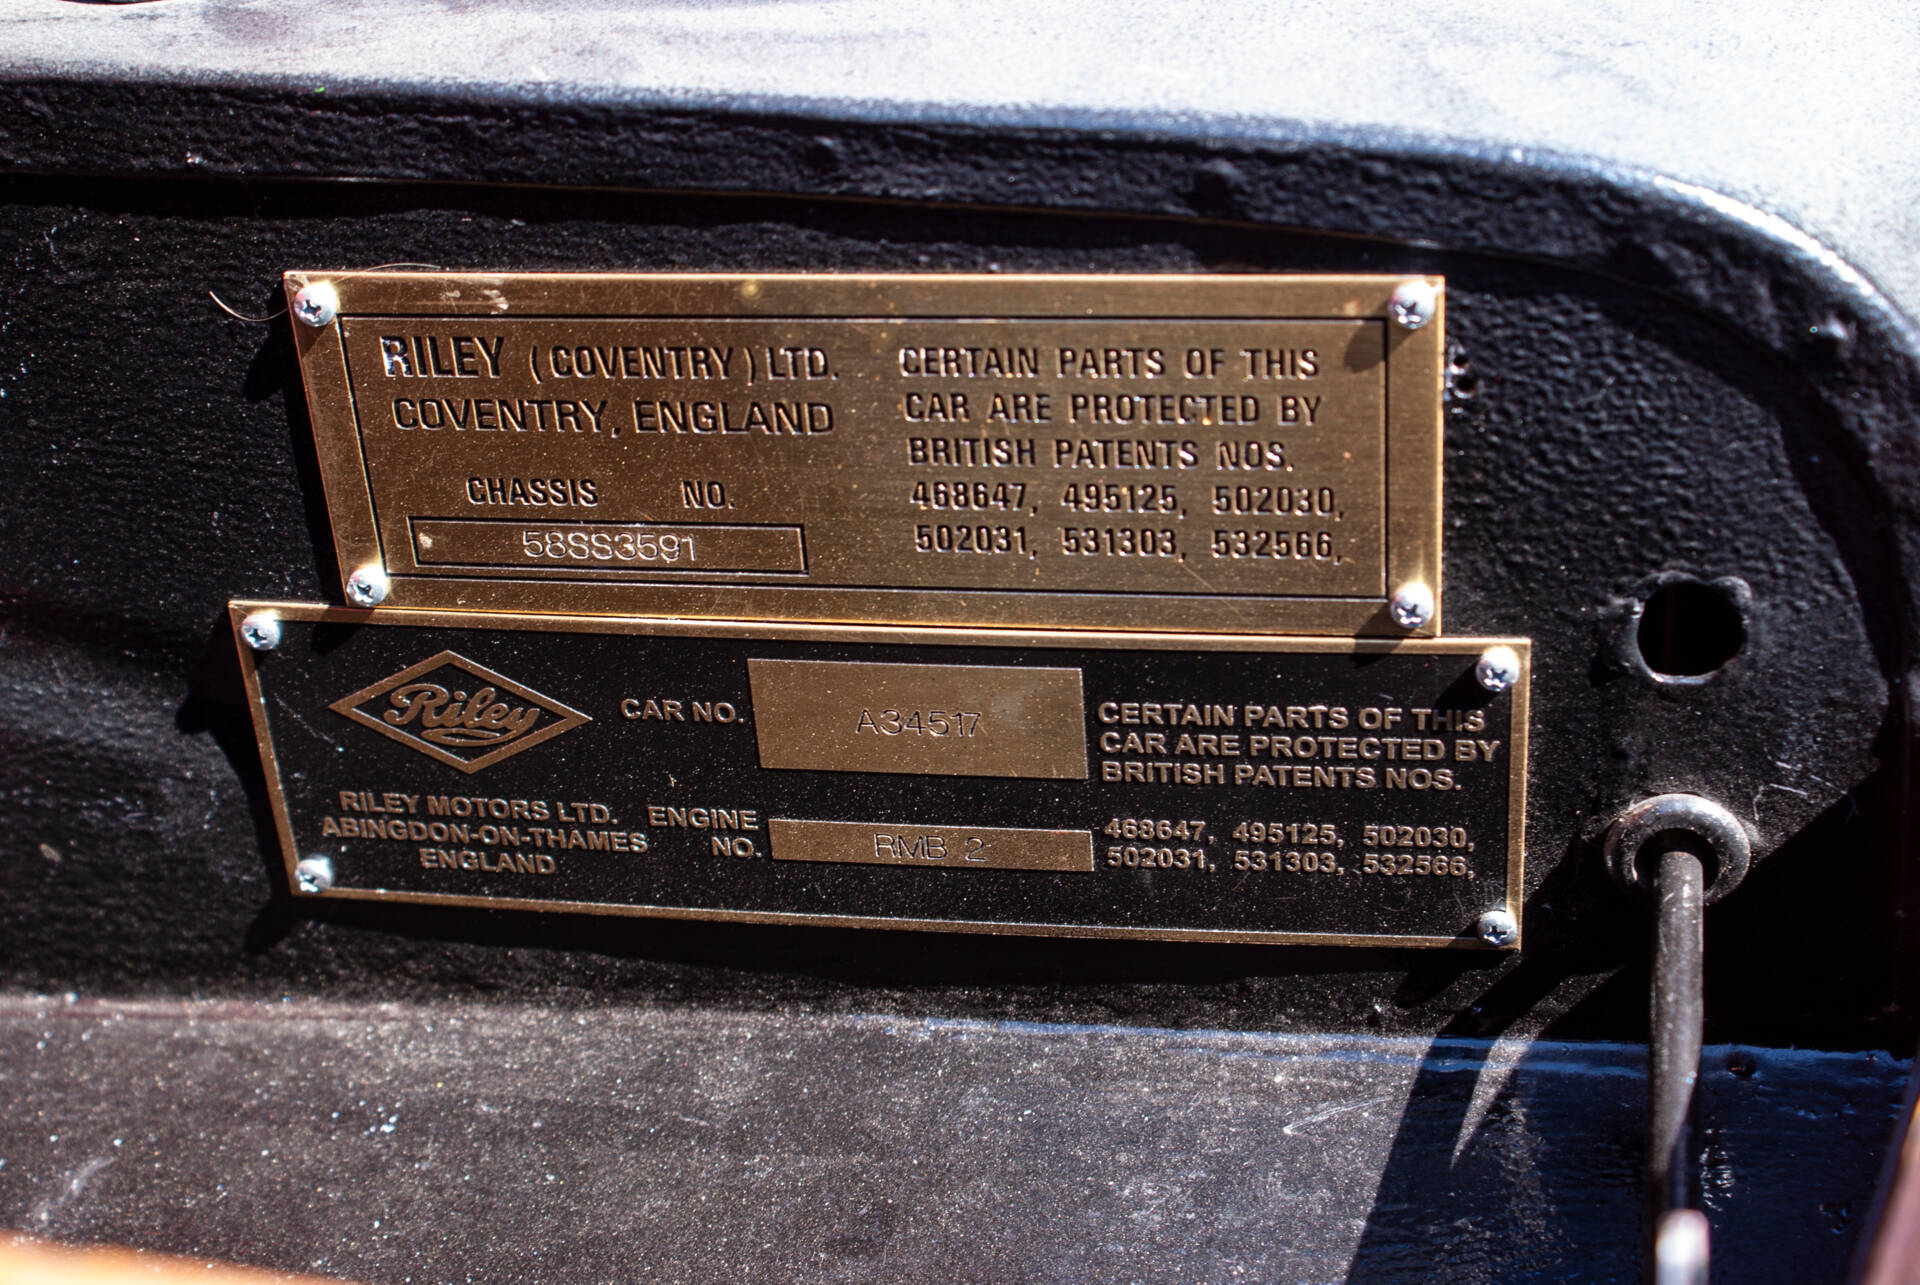 RILEY (COVENTRY) LTD.
COVENTRY, ENGLAND
CHASSIS NO.
58SS3591
CERTAIN PARTS OF THIS
CAR ARE PROTECTED BY
BRITISH PATENTS NOS.
468647, 495125, 502030,
502031, 531303, 532566,
Riley
RILEY MOTORS LTD.
ABINGDON-ON-THAMES
ENGLAND
CAR NO.
A34517
ENGINE
NO.
RMB 2
CERTAIN PARTS OF THIS
CAR ARE PROTECTED BY
BRITISH PATENTS NOS.
468647, 495125, 502030,
502031, 531303, 532566,